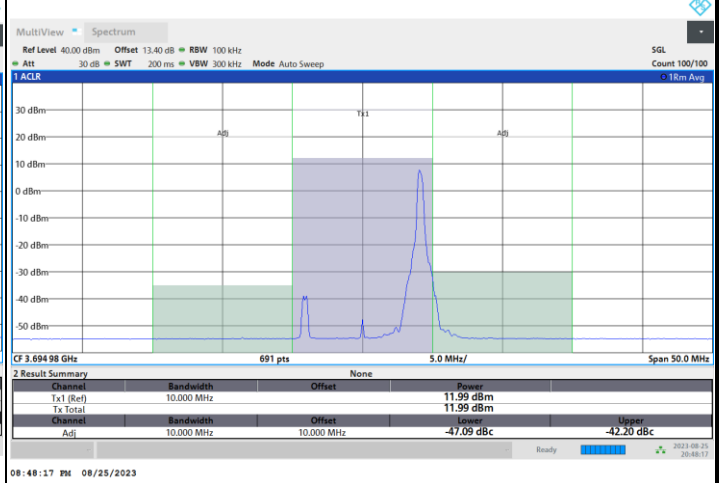 MultiView Spectrum
Ref Level 40.00 dBm Offset 13.40 dB RBW 100 kHz SGL
Att 30 dB SWT 200 ms VBW 300 kHz Mode Auto Sweep Count 100/100
1 ACLR 1Rm Avg
30 dBm
Tx1
20 dBm
Adj Adj
10 dBm
0 dBm
-10 dBm
-20 dBm
-30 dBm
-40 dBm
-50 dBm
CF 3.694 98 GHz 691 pts 5.0 MHz/ Span 50.0 MHz
2 Result Summary None
Channel Bandwidth Offset Power
Tx1 (Ref) 10.000 MHz 11.99 dBm
Tx Total 11.99 dBm
Channel Bandwidth Offset Lower Upper
Adj 10.000 MHz 10.000 MHz -47.09 dBc -42.20 dBc
Ready 2023-08-25
20:48:17
08:48:17 PM 08/25/2023